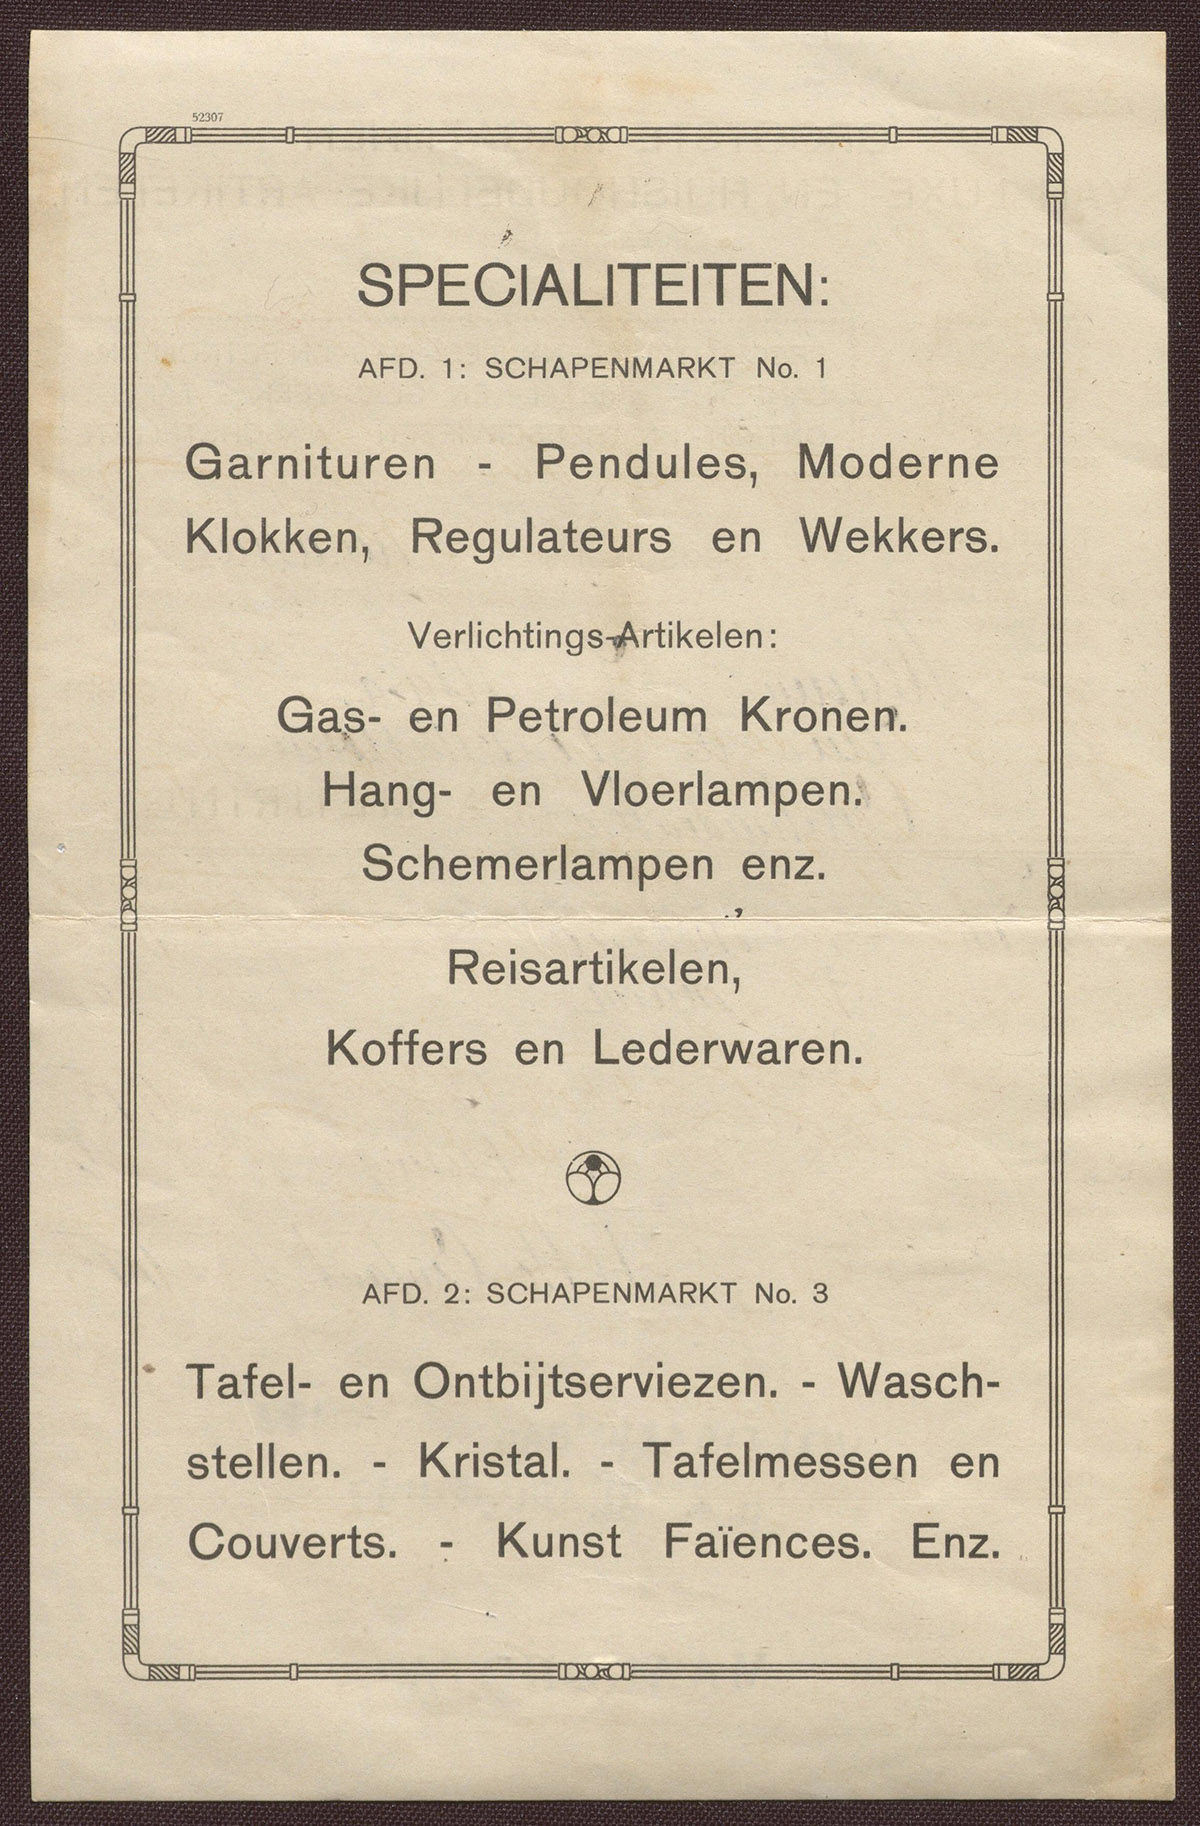 52307
SPECIALITEITEN:
AFD. 1: SCHAPENMARKT No. 1
Garnituren - Pendules, Moderne
Klokken, Regulateurs en Wekkers.
Verlichtings-Artikelen:
Gas- en Petroleum Kronen.
Hang- en Vloerlampen.
Schemerlampen enz.
Reisartikelen,
Koffers en Lederwaren.
AFD. 2: SCHAPENMARKT No. 3
Tafel- en Ontbijtserviezen. - Wasch-
stellen. - Kristal. - Tafelmessen en
Couverts. - Kunst Faïences. Enz.